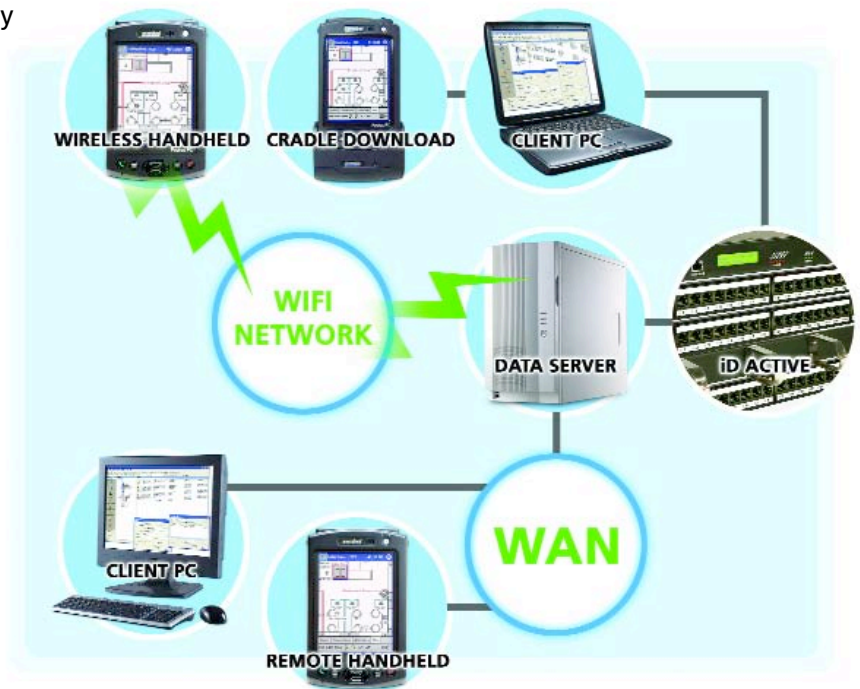 y
WIRELESS HANDHELD
CRADLE DOWNLOAD
CLIENT PC
WIFI
NETWORK
DATA SERVER
iD ACTIVE
WAN
CLIENT PC
REMOTE HANDHELD